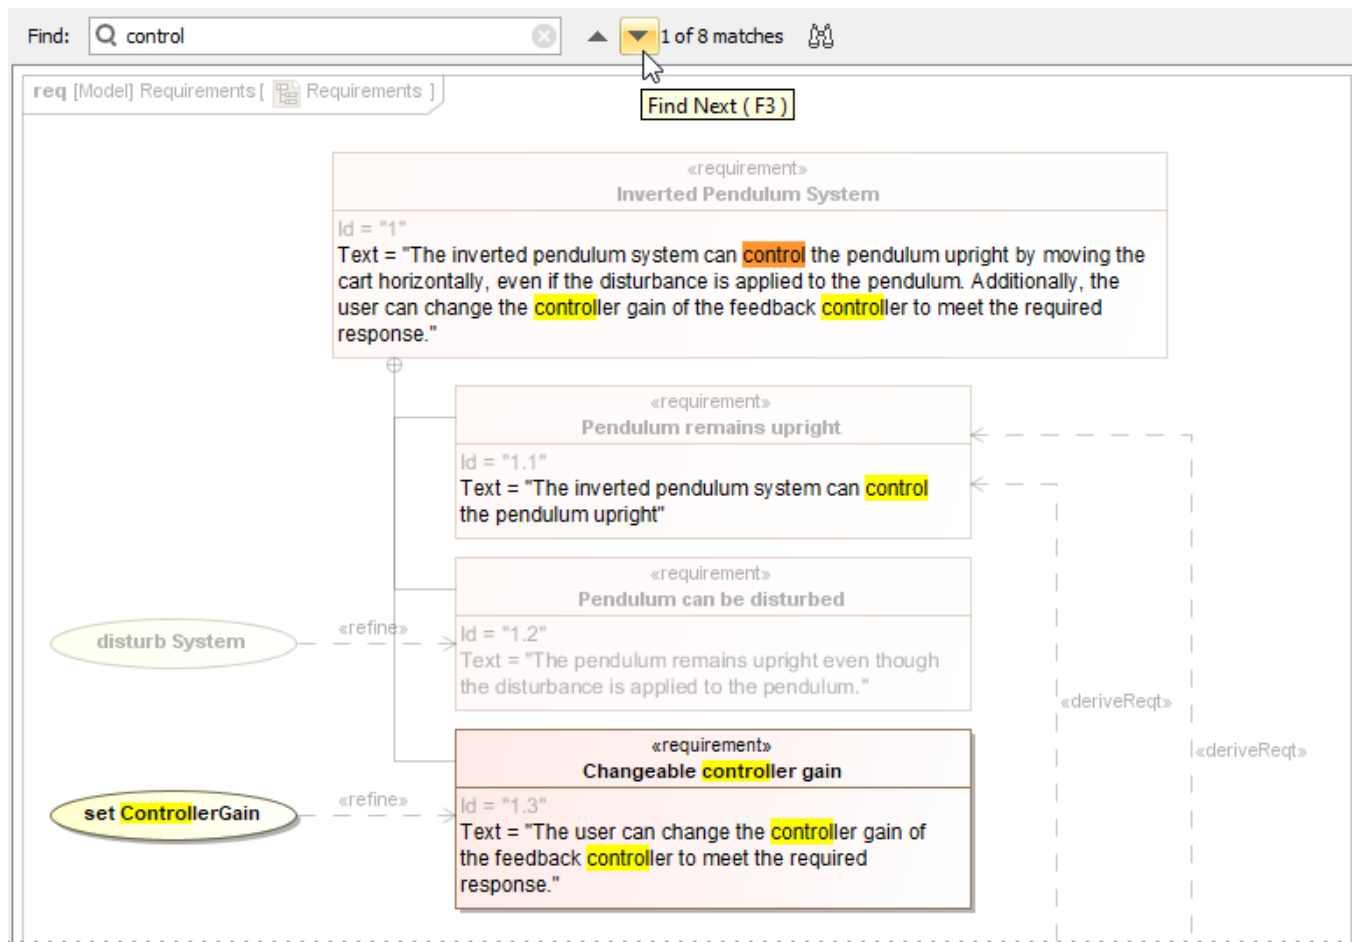 Find: control 1 of 8 matches
Find Next ( F3 )
req [Model] Requirements [ Requirements ]
«requirement»
Inverted Pendulum System
Id = "1"
Text = "The inverted pendulum system can control the pendulum upright by moving the
cart horizontally, even if the disturbance is applied to the pendulum. Additionally, the
user can change the controller gain of the feedback controller to meet the required
response."
«requirement»
Pendulum remains upright
Id = "1.1"
Text = "The inverted pendulum system can control
the pendulum upright"
«requirement»
Pendulum can be disturbed
disturb System
«refine»
Id = "1.2"
Text = "The pendulum remains upright even though
the disturbance is applied to the pendulum."
«deriveReqt»
«deriveReqt»
«requirement»
Changeable controller gain
set ControllerGain
«refine»
Id = "1.3"
Text = "The user can change the controller gain of
the feedback controller to meet the required
response."